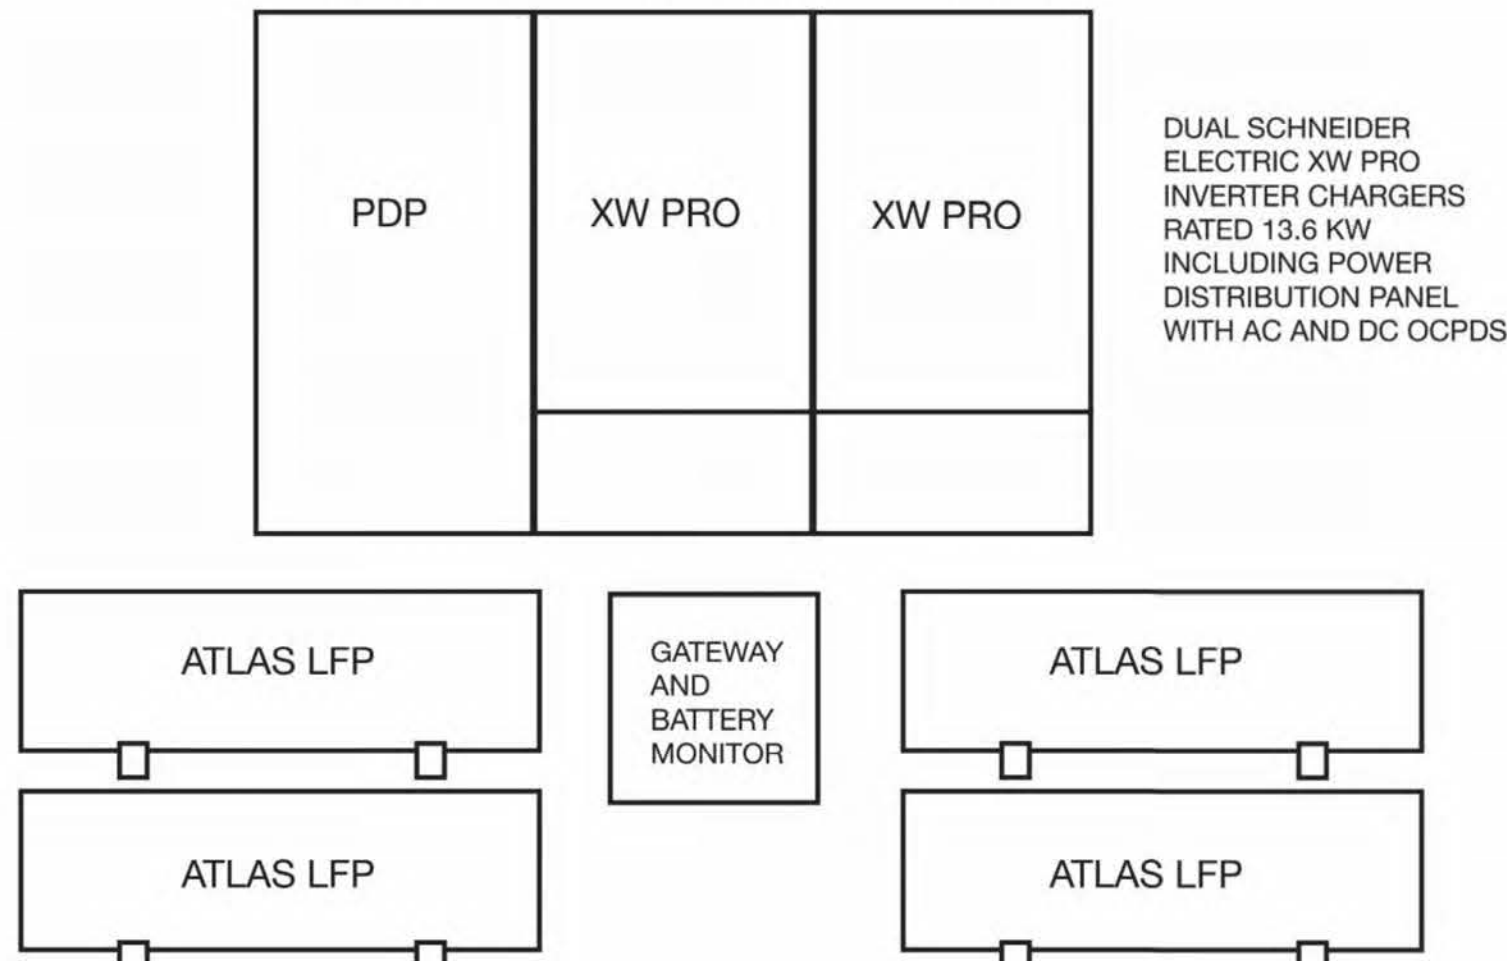 PDP
XW PRO
XW PRO
DUAL SCHNEIDER
ELECTRIC XW PRO
INVERTER CHARGERS
RATED 13.6 KW
INCLUDING POWER
DISTRIBUTION PANEL
WITH AC AND DC OCPDS
ATLAS LFP
GATEWAY
AND
BATTERY
MONITOR
ATLAS LFP
ATLAS LFP
ATLAS LFP